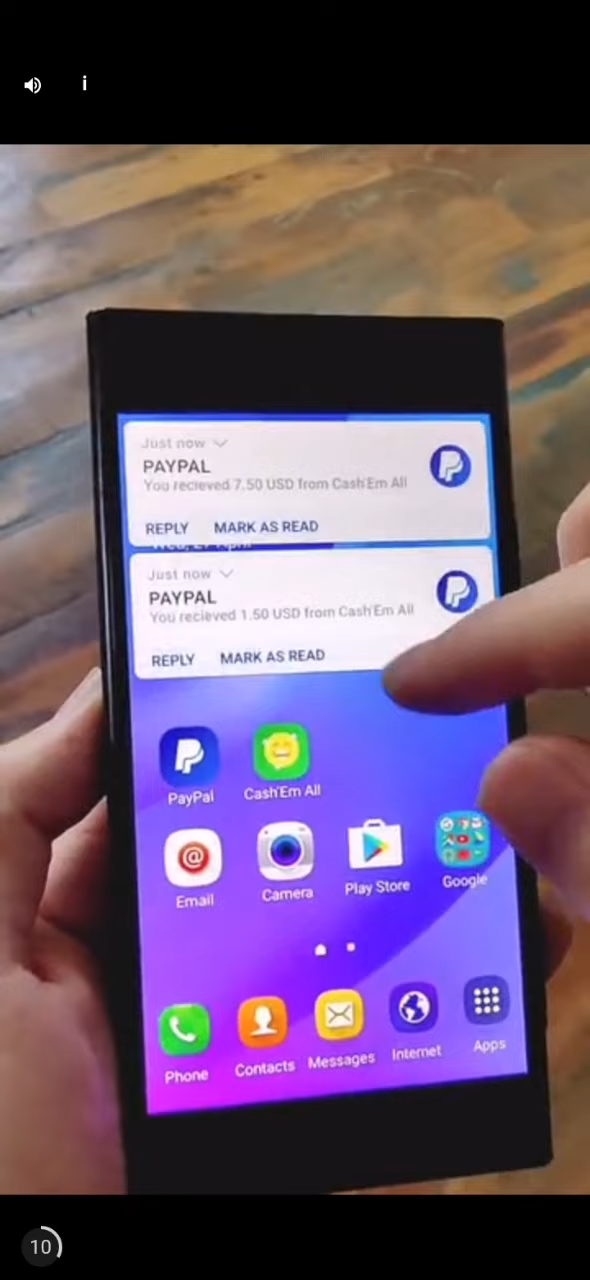 i
Just now
PAYPAL
You recieved 7.50 USD from Cash'Em All
REPLY MARK AS READ
Just now
PAYPAL
You recieved 1.50 USD from Cash'Em All
REPLY MARK AS READ
PayPal Cash'Em All
Email Camera Play Store Google
Phone Contacts Messages Internet Apps
10